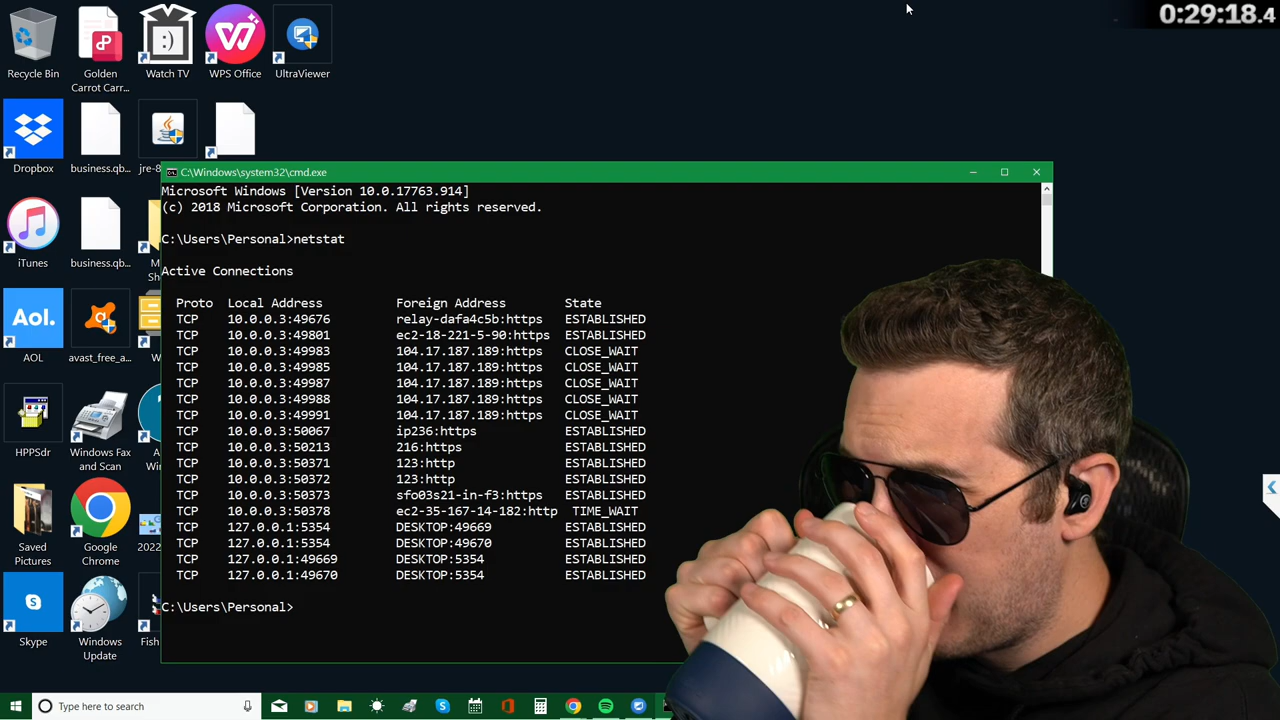 0:29:18.4
Recycle Bin
Golden
Carrot Carr...
Watch TV
WPS Office
UltraViewer
Dropbox
business.qb...
jre-8
iTunes
business.qb...
M
Sh
Aol.
AOL
avast_free_a...
W
HPPSdr
Windows Fax
and Scan
A
Win
Saved
Pictures
Google
Chrome
2022
Skype
Windows
Update
Fish
C:\Windows\system32\cmd.exe
Microsoft Windows [Version 10.0.17763.914]
(c) 2018 Microsoft Corporation. All rights reserved.
C:\Users\Personal>netstat
Active Connections
Proto Local Address Foreign Address State
TCP 10.0.0.3:49676 relay-dafa4c5b:https ESTABLISHED
TCP 10.0.0.3:49801 ec2-18-221-5-90:https ESTABLISHED
TCP 10.0.0.3:49983 104.17.187.189:https CLOSE_WAIT
TCP 10.0.0.3:49985 104.17.187.189:https CLOSE_WAIT
TCP 10.0.0.3:49987 104.17.187.189:https CLOSE_WAIT
TCP 10.0.0.3:49988 104.17.187.189:https CLOSE_WAIT
TCP 10.0.0.3:49991 104.17.187.189:https CLOSE_WAIT
TCP 10.0.0.3:50067 ip236:https ESTABLISHED
TCP 10.0.0.3:50213 216:https ESTABLISHED
TCP 10.0.0.3:50371 123:http ESTABLISHED
TCP 10.0.0.3:50372 123:http ESTABLISHED
TCP 10.0.0.3:50373 sfo03s21-in-f3:https ESTABLISHED
TCP 10.0.0.3:50378 ec2-35-167-14-182:http TIME_WAIT
TCP 127.0.0.1:5354 DESKTOP:49669 ESTABLISHED
TCP 127.0.0.1:5354 DESKTOP:49670 ESTABLISHED
TCP 127.0.0.1:49669 DESKTOP:5354 ESTABLISHED
TCP 127.0.0.1:49670 DESKTOP:5354 ESTABLISHED
C:\Users\Personal>
Type here to search